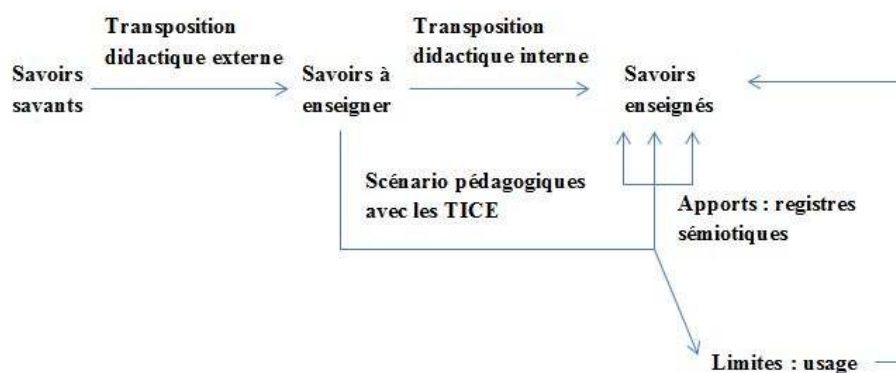 Transposition
didactique externe
Transposition
didactique interne
Savoirs
savants
Savoirs à
enseigner
Savoirs
enseignés
Scénario pédagogiques
avec les TICE
Apports : registres
sémiotiques
Limites : usage